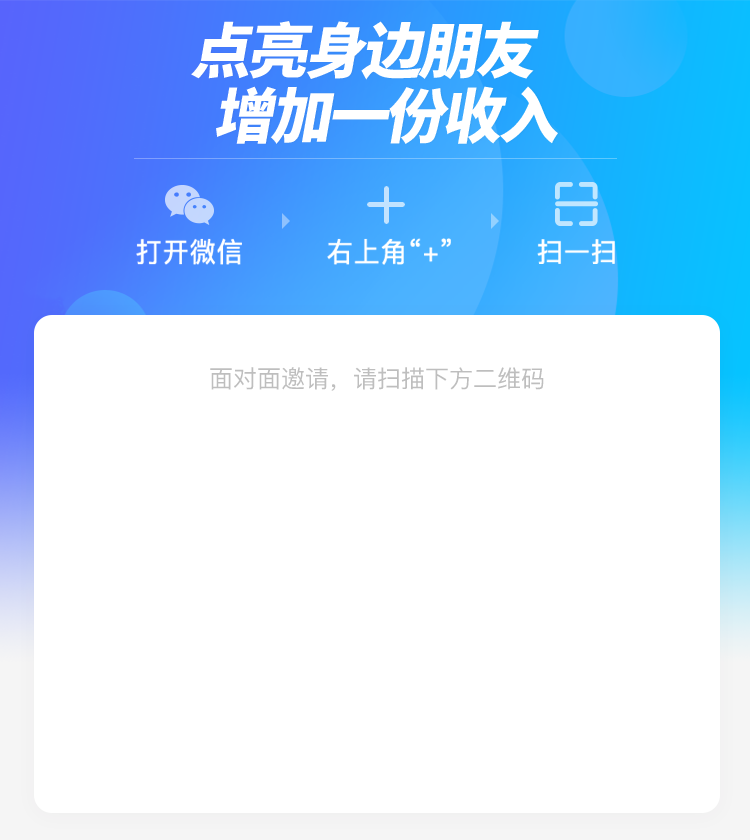 点亮身边朋友
增加一份收入
打开微信
右上角“+”
扫一扫
面对面邀请，请扫描下方二维码